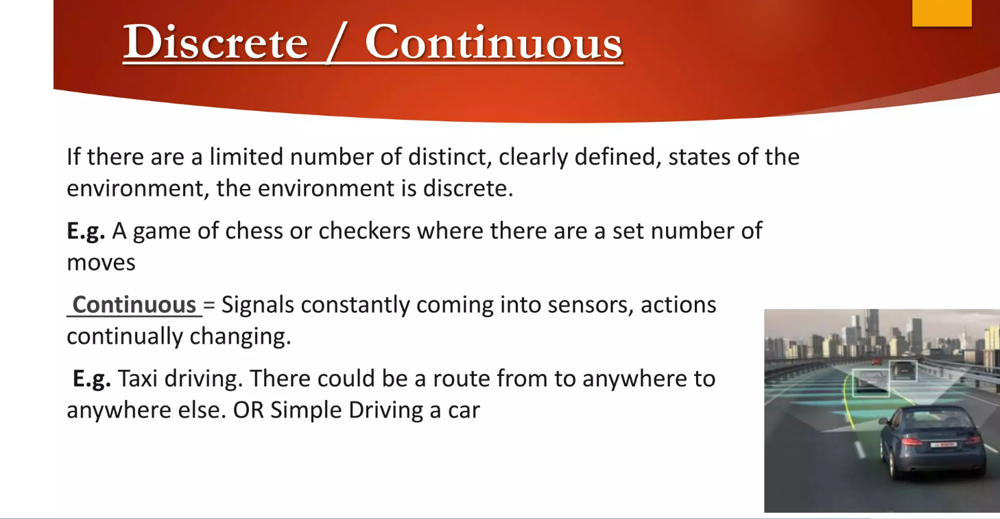 Discrete / Continuous
If there are a limited number of distinct, clearly defined, states of the
environment, the environment is discrete.
E.g. A game of chess or checkers where there are a set number of
moves
Continuous = Signals constantly coming into sensors, actions
continually changing.
E.g. Taxi driving. There could be a route from to anywhere to
anywhere else. OR Simple Driving a car